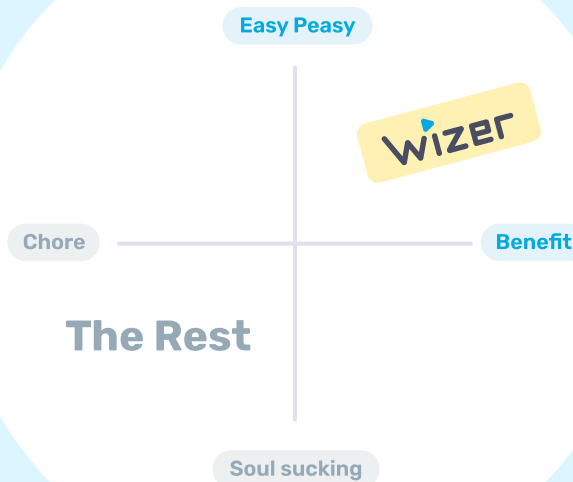 Easy Peasy
wizer
Chore
Benefit
The Rest
Soul sucking